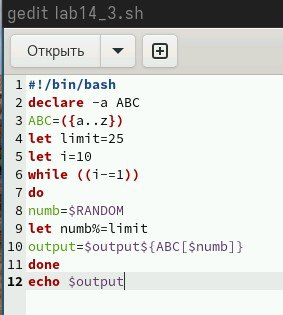 gedit lab14_3.sh
Открыть
1 #!/bin/bash
2 declare -a ABC
3 ABC=({a..z})
4 let limit=25
5 let i=10
6 while ((i-=1))
7 do
8 numb=$RANDOM
9 let numb%=limit
10 output=$output${ABC[$numb]}
11 done
12 echo $output